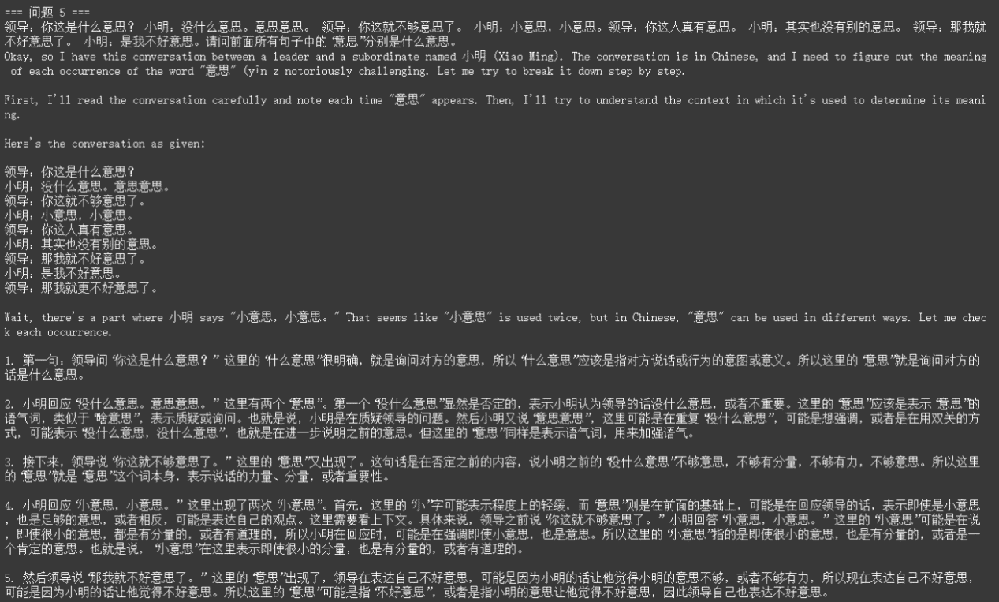 === 问题 5 ===
领导：你这是什么意思？ 小明：没什么意思。意思意思。 领导：你这就不够意思了。 小明：小意思，小意思。领导：你这人真有意思。 小明：其实也没有别的意思。 领导：那我就
不好意思了。 小明：是我不好意思。请问前面所有句子中的“意思”分别是什么意思。
Okay, so I have this conversation between a leader and a subordinate named 小明 (Xiao Ming). The conversation is in Chinese, and I need to figure out the meaning
of each occurrence of the word "意思" (yīn z notoriously challenging. Let me try to break it down step by step.
First, I'll read the conversation carefully and note each time "意思" appears. Then, I'll try to understand the context in which it's used to determine its meani
ng.
Here's the conversation as given:
领导：你这是什么意思？
小明：没什么意思。意思意思。
领导：你这就不够意思了。
小明：小意思，小意思。
领导：你这人真有意思。
小明：其实也没有别的意思。
领导：那我就不好意思了。
小明：是我不好意思。
领导：那我就更不好意思了。
Wait, there's a part where 小明 says "小意思，小意思。" That seems like "小意思" is used twice, but in Chinese, "意思" can be used in different ways. Let me chec
k each occurrence.
1. 第一句：领导问“你这是什么意思？”这里的“什么意思”很明确，就是询问对方的意思，所以“什么意思”应该是指对方说话或行为的意图或意义。所以这里的“意思”就是询问对方的
话是什么意思。
2. 小明回应“没什么意思。意思意思。”这里有两个“意思”。第一个“没什么意思”显然是否定的，表示小明认为领导的话没什么意思，或者不重要。这里的“意思”应该是表示“意思”的
语气词，类似于“啥意思”，表示质疑或询问。也就是说，小明是在质疑领导的问题。然后小明又说“意思意思”，这里可能是在重复“没什么意思”，可能是想强调，或者是在用双关的方
式，可能表示“没什么意思，没什么意思”，也就是在进一步说明之前的意思。但这里的“意思”同样是表示语气词，用来加强语气。
3. 接下来，领导说“你这就不够意思了。”这里的“意思”又出现了。这句话是在否定之前的内容，说小明之前的“没什么意思”不够意思，不够有分量，不够有力，不够意思。所以这里
的“意思”就是“意思”这个词本身，表示说话的力量、分量，或者重要性。
4. 小明回应“小意思，小意思。”这里出现了两次“小意思”。首先，这里的“小”字可能表示程度上的轻缓，而“意思”则是在前面的基础上，可能是在回应领导的话，表示即使是小意思
，也是足够的意思，或者相反，可能是表达自己的观点。这里需要看上下文。具体来说，领导之前说“你这就不够意思了。”小明回答“小意思，小意思。”这里的“小意思”可能是在说
，即使很小的意思，都是有分量的，或者有道理的，所以小明在回应时，可能是在强调即使小意思，也是意思。所以这里的“小意思”指的是即使很小的意思，也是有分量的，或者是一
个肯定的意思。也就是说，“小意思”在这里表示即使很小的分量，也是有分量的，或者有道理的。
5. 然后领导说“那我就不好意思了。”这里的“意思”出现了，领导在表达自己不好意思，可能是因为小明的话让他觉得小明的意思不够，或者不够有力，所以现在表达自己不好意思，
可能是因为小明的话让他觉得不好意思。所以这里的“意思”可能是指“不好意思”，或者是指小明的意思让他觉得不好意思，因此领导自己也表达不好意思。